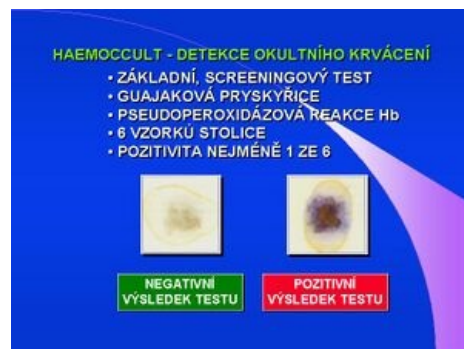 HAEMOCCULT - DETEKCE OKULTNÍHO KRVÁCENÍ
• ZÁKLADNÍ, SCREENINGOVÝ TEST
• GUAJAKOVÁ PRYSKYŘICE
• PSEUDOPEROXIDÁZOVÁ REAKCE Hb
• 6 VZORKŮ STOLICE
• POZITIVITA NEJMÉNĚ 1 ZE 6
NEGATIVNÍ
VÝSLEDEK TESTU
POZITIVNÍ
VÝSLEDEK TESTU